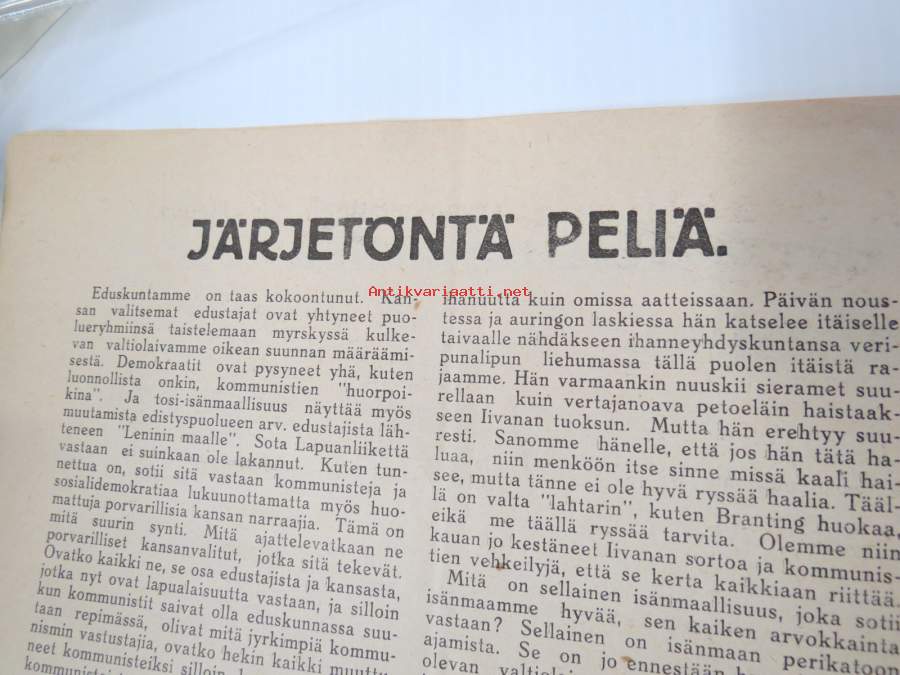 JÄRJETÖNTÄ PELIÄ.
Antikvariaatti.net
Eduskuntamme on taas kokoontunut. Kan-
san valitsemat edustajat ovat yhtyneet puo-
lueryhmiinsä taistelemaan myrskyssä kulke-
van valtiolaivamme oikean suunnan määräämi-
sestä. Demokraatit ovat pysyneet yhä, kuten
luonnollista onkin, kommunistien "huorpoi-
kina". Ja tosi-isänmaallisuus näyttää myös
muutamista edistyspuolueen arv. edustajista läh-
teneen "Leninin maalle". Sota Lapuanliikettä
vastaan ei suinkaan ole lakannut. Kuten tun-
nettua on, sotii sitä vastaan kommunisteja ja
sosialidemokratiaa lukuunottamatta myös huo-
mattuja porvarillisia kansan narraajia. Tämä on
mitä suurin synti. Mitä ajattelevatkaan ne
porvarilliset kansanvalitut, jotka sitä tekevät.
Ovatko kaikki ne, se osa edustajista ja kansasta,
jotka nyt ovat lapualaisuutta vastaan, ja silloin
kun kommunistit saivat olla eduskunnassa suu-
taan repimässä, olivat mitä jyrkimpiä kommu-
nismin vastustajia, ovatko hekin kaikki muuttu-
neet kommunisteiksi silloin
ihanuutta kuin omissa aatteissaan. Päivän nous-
tessa ja auringon laskiessa hän katselee itäiselle
taivaalle nähdäkseen ihanneyhdyskuntansa veri-
punalipun liehumassa tällä puolen itäistä ra-
jaamme. Hän varmaankin nuuskii sieramet suu-
rellaan kuin vertajanoava petoeläin haistaak-
seen Iivanan tuoksun. Mutta hän erehtyy suu-
resti. Sanomme hänelle, että jos hän tätä ha-
luaa, niin menköön itse sinne missä kaali hai-
see, mutta tänne ei ole hyvä ryssää haalia. Tääl-
lä on valta "lahtarin", kuten Branting huokaa,
eikä me täällä ryssää tarvita. Olemme niin
kauan jo kestäneet Iivanan sortoa ja kommunis-
tien vehkeilyjä, että se kerta kaikkiaan riittää.
Mitä on sellainen isänmaallisuus, joka sotii
isänmaamme hyvää, sen kaiken arvokkainta
vastaan? Sellainen on isänmaan perikatoon
ajamista. Se on jo ennestään
olevan